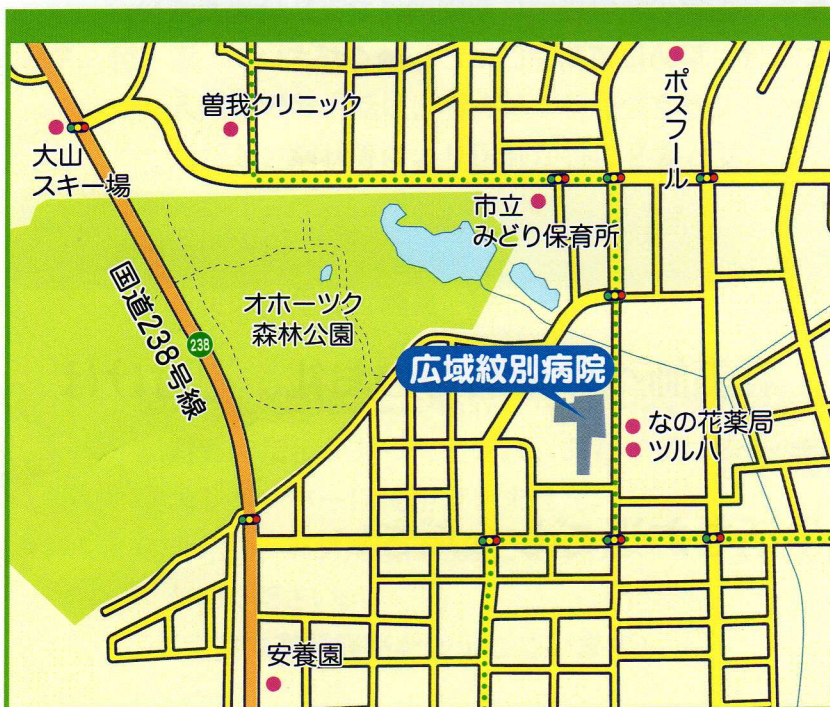 ポスフール
曽我クリニック
大山
スキー場
市立
みどり保育所
国道238号線
オホーツク
森林公園
238
広域紋別病院
なの花薬局
ツルハ
安養園